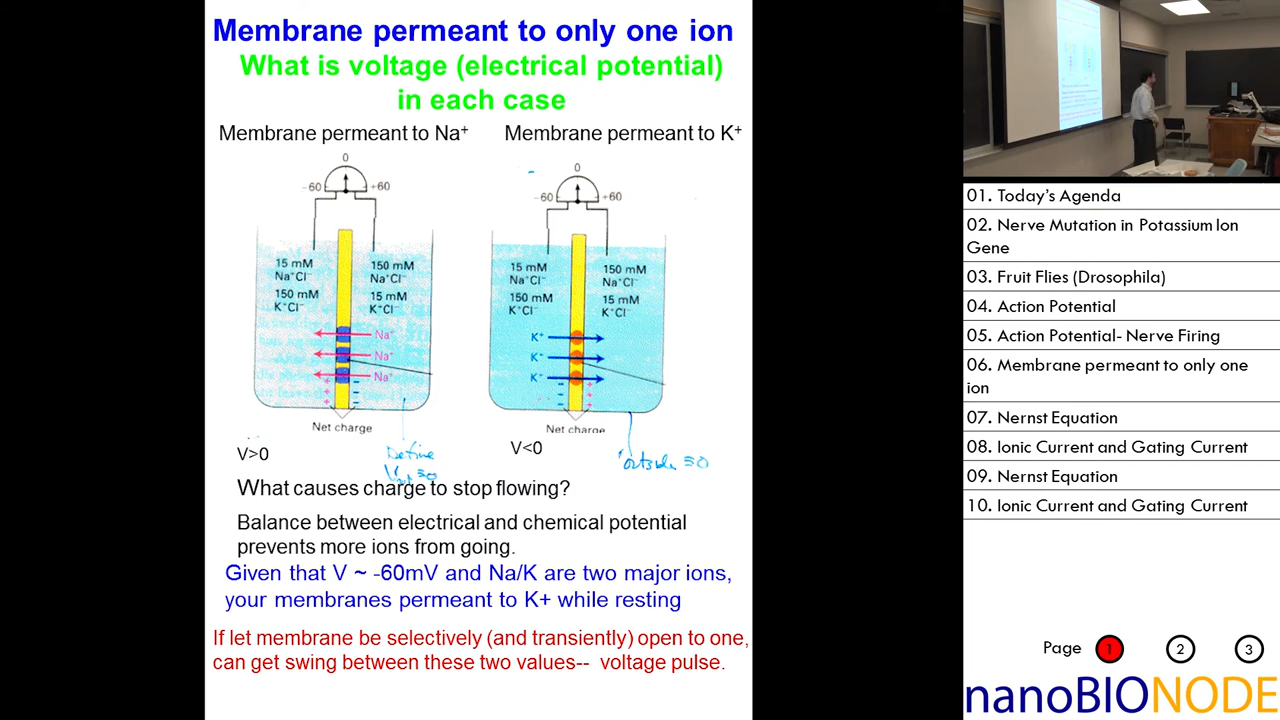 Membrane permeant to only one ion
What is voltage (electrical potential)
in each case
Membrane permeant to Na⁺
Membrane permeant to K⁺
0
-60
+60
15 mM
Na⁺Cl⁻
150 mM
K⁺Cl⁻
150 mM
Na⁺Cl⁻
15 mM
K⁺Cl⁻
Na⁺
Na⁺
Na⁺
Net charge
V>0
Define
0
-60
+60
15 mM
Na⁺Cl⁻
150 mM
K⁺Cl⁻
150 mM
Na⁺Cl⁻
15 mM
K⁺Cl⁻
K⁺
K⁺
K⁺
Net charge
V<0
outside ≡0
What causes charge to stop flowing?
Balance between electrical and chemical potential
prevents more ions from going.
Given that V ~ -60mV and Na/K are two major ions,
your membranes permeant to K+ while resting
If let membrane be selectively (and transiently) open to one,
can get swing between these two values-- voltage pulse.
01. Today's Agenda
02. Nerve Mutation in Potassium Ion
Gene
03. Fruit Flies (Drosophila)
04. Action Potential
05. Action Potential- Nerve Firing
06. Membrane permeant to only one
ion
07. Nernst Equation
08. Ionic Current and Gating Current
09. Nernst Equation
10. Ionic Current and Gating Current
Page 1 2 3
nanoBIONODE